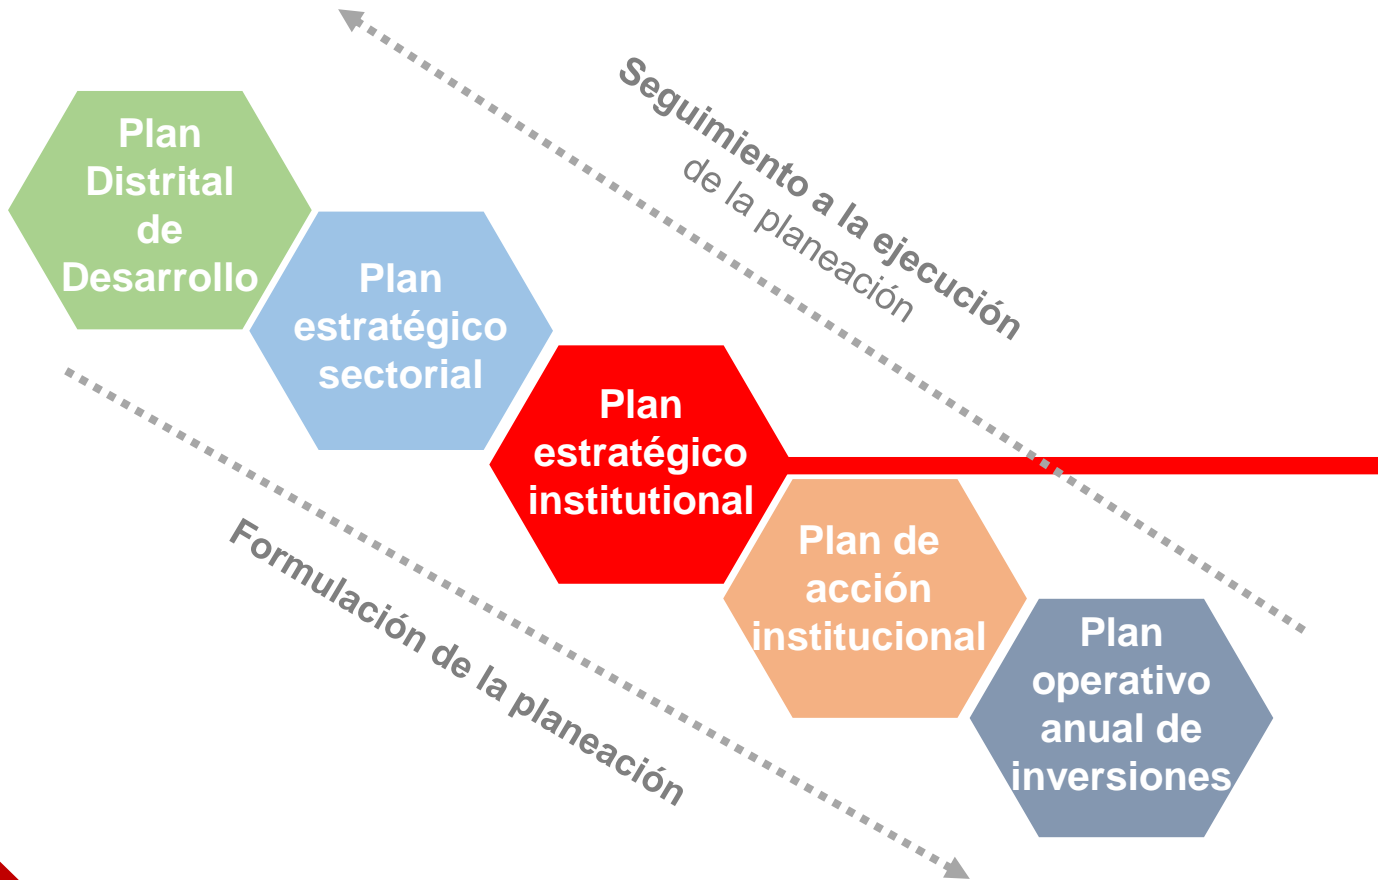 Plan
Distrital
de
Desarrollo
Plan
estratégico
sectorial
Plan
estratégico
institutional
Plan de
acción
institucional
Plan
operativo
anual de
inversiones
Seguimiento a la ejecución
de la planeación
Formulación de la planeación